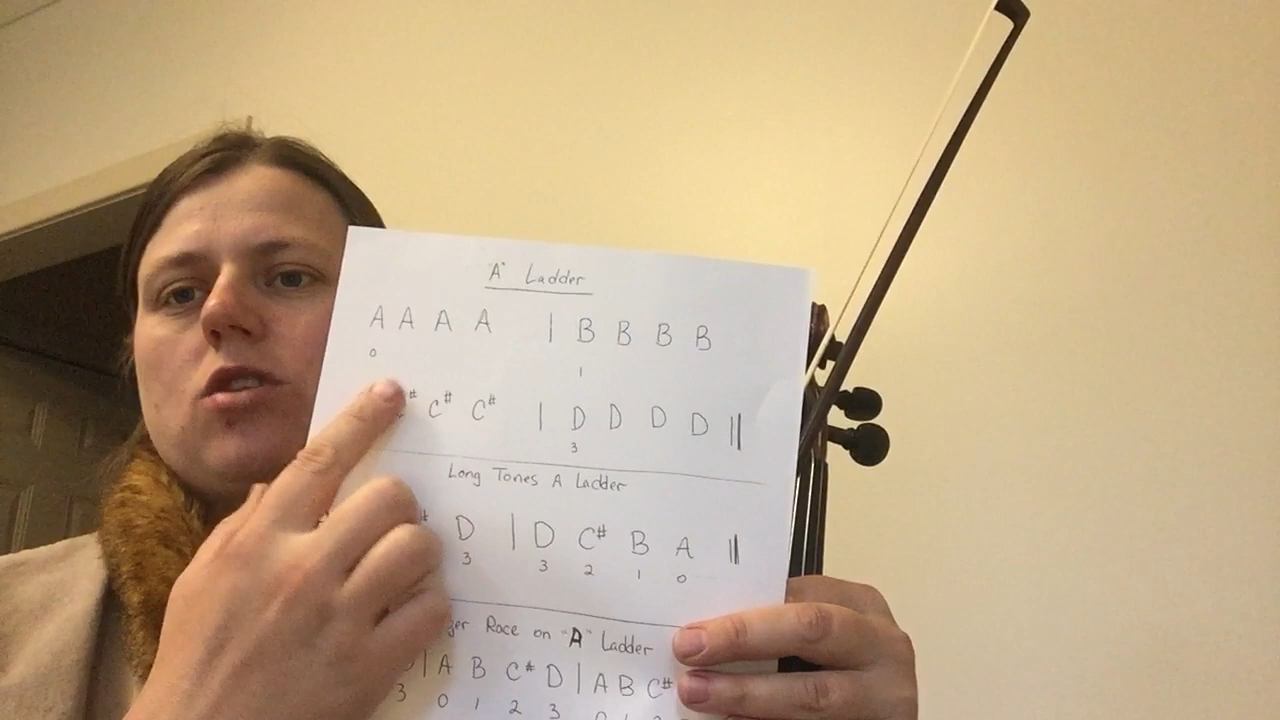 "A" Ladder
A A A A | B B B B
0 1
# C# C# | D D D D ||
3
Long Tones A Ladder
# D | D C# B A ||
3 3 2 1 0
Race on "A" Ladder
| A B C# D | A B C#
3 0 1 2 3